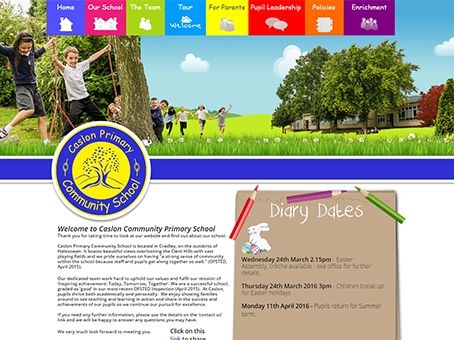 Home Our School The Team Tour For Parents Pupil Leadership Policies Enrichment
Welcome
Caslon Primary
Community School
Diary Dates
Welcome to Caslon Community Primary School
Thank you for taking time to look at our website and find out about our school.
Caslon Primary Community School is located in Cradley, on the outskirts of
Halesowen. It boasts beautiful views overlooking the Clent Hills with vast
playing fields and we pride ourselves on having "a strong sense of community
within the school because staff and pupils get along together so well." (OFSTED,
April 2015).
Our dedicated team work hard to uphold our values and fulfil our mission of
'Inspiring achievement: Today, Tomorrow, Together'. We are a successful school,
graded as 'good' in our most recent OFSTED Inspection (April 2015). At Caslon,
pupils thrive both academically and personally. We enjoy showing families
around to see teaching and learning in action and share in the success and
achievements of our pupils as we continue our pursuit for excellence.
If you need any further information, please use the details on the 'contact us'
link and we will be happy to answer any questions you may have.
We very much look forward to meeting you.
Click on this
link to share
Wednesday 24th March 2.15pm - Easter
Assembly, crèche available - see office for further
details.
Thursday 24th March 2016 3pm - Children break up
for Easter holidays
Monday 11th April 2016 - Pupils return for Summer
term.